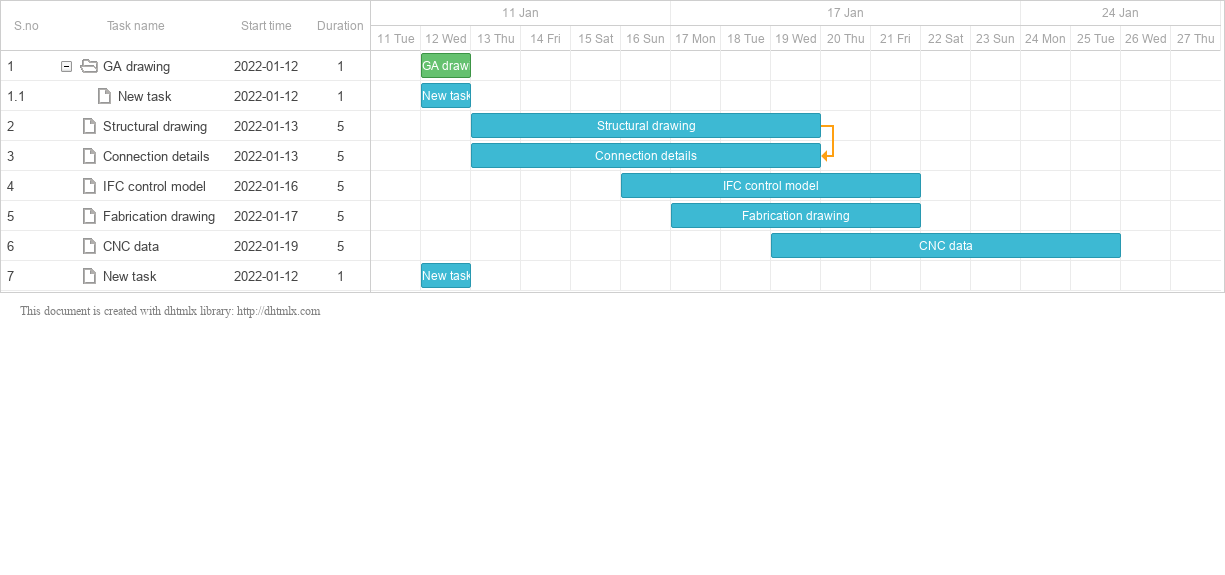 S.no Task name Start time Duration 11 Jan 17 Jan 24 Jan
11 Tue 12 Wed 13 Thu 14 Fri 15 Sat 16 Sun 17 Mon 18 Tue 19 Wed 20 Thu 21 Fri 22 Sat 23 Sun 24 Mon 25 Tue 26 Wed 27 Thu
1 GA drawing 2022-01-12 1 GA draw
1.1 New task 2022-01-12 1 New task
2 Structural drawing 2022-01-13 5 Structural drawing
3 Connection details 2022-01-13 5 Connection details
4 IFC control model 2022-01-16 5 IFC control model
5 Fabrication drawing 2022-01-17 5 Fabrication drawing
6 CNC data 2022-01-19 5 CNC data
7 New task 2022-01-12 1 New task
This document is created with dhtmlx library: http://dhtmlx.com